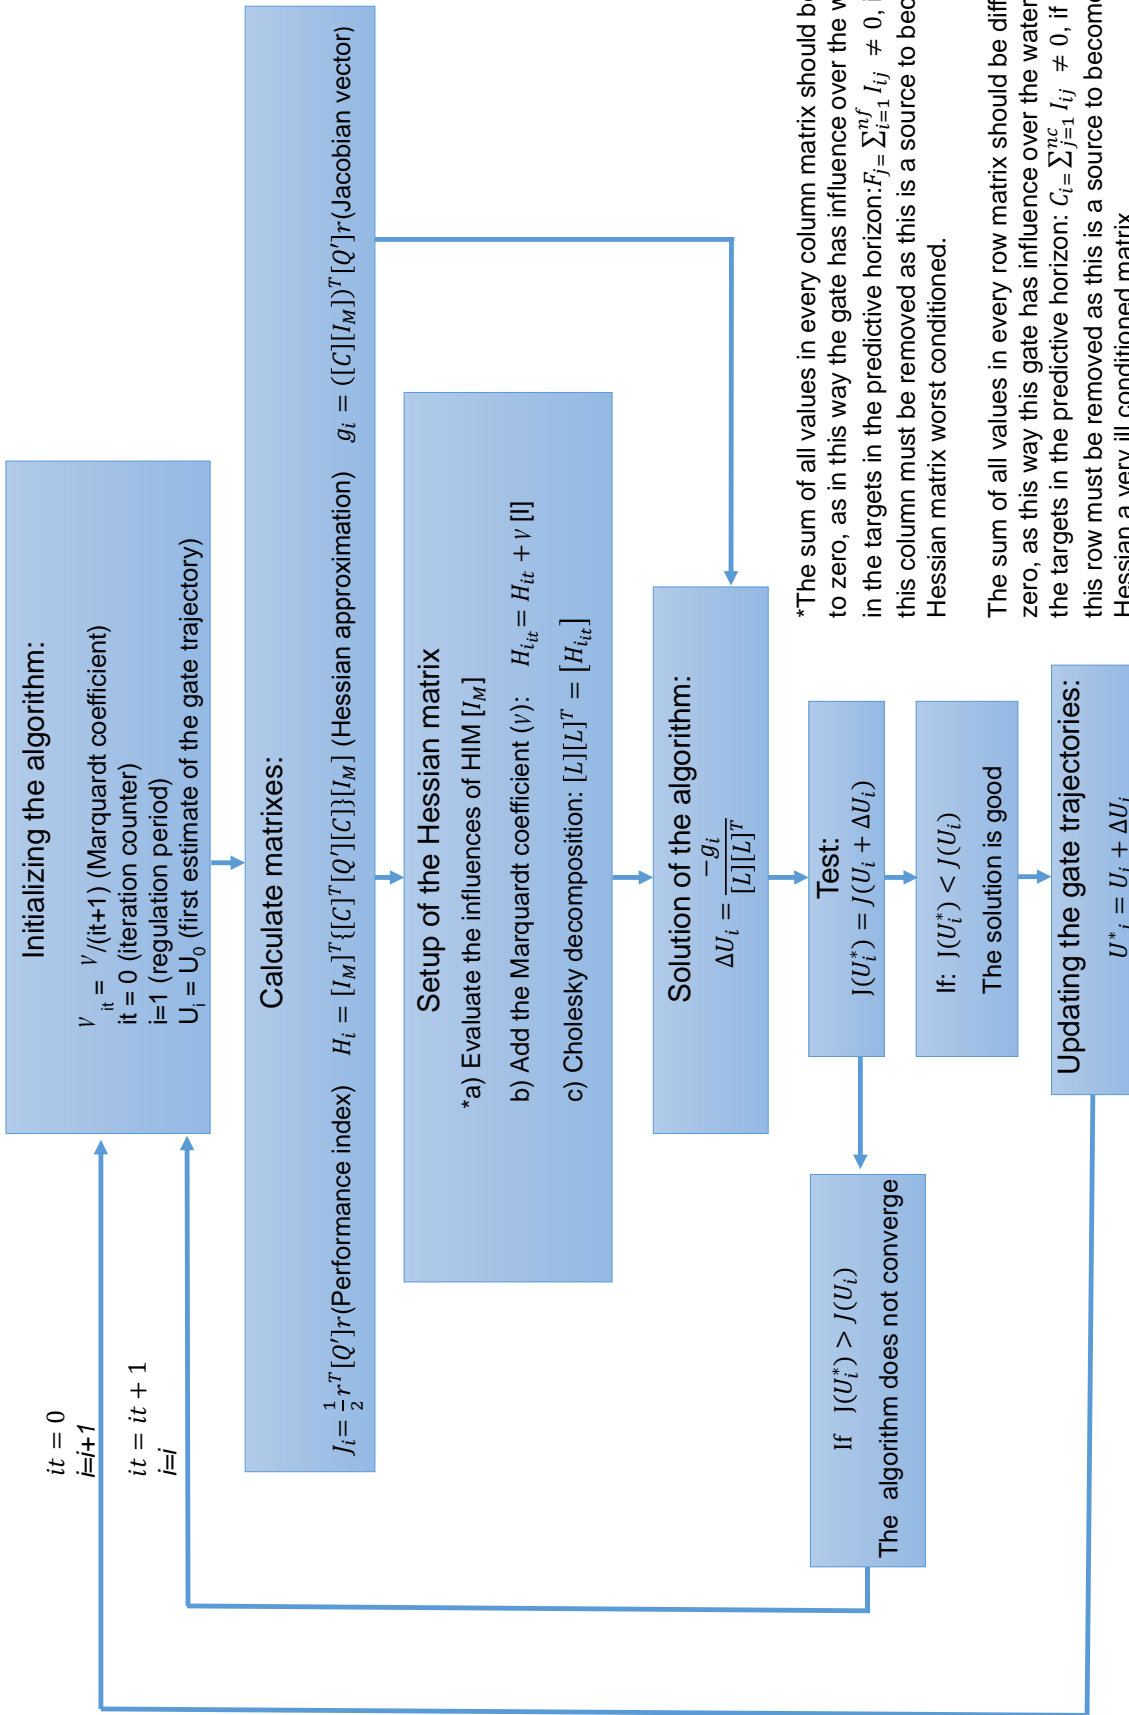 Initializing the algorithm:
ν_it = ν/(it+1) (Marquardt coefficient)
it = 0 (iteration counter)
i=1 (regulation period)
U_i = U_0 (first estimate of the gate trajectory)
it = 0
i=i+1
it = it + 1
i=i
Calculate matrixes:
J_i = 1/2 r^T[Q′]r(Performance index) H_i = [I_M]^T{[C]^T[Q′][C]}[I_M] (Hessian approximation) g_i = ([C][I_M])^T[Q′]r(Jacobian vector)
Setup of the Hessian matrix
*a) Evaluate the influences of HIM [I_M]
b) Add the Marquardt coefficient (ν): H_i_it = H_it + ν [I]
c) Cholesky decomposition: [L][L]^T = [H_i_it]
Solution of the algorithm:
ΔU_i = −g_i / [L][L]^T
Test:
J(U_i^*) = J(U_i + ΔU_i)
If J(U_i^*) > J(U_i)
The algorithm does not converge
If: J(U_i^*) < J(U_i)
The solution is good
Updating the gate trajectories:
U^*_i = U_i + ΔU_i
*The sum of all values in every column matrix should be
to zero, as in this way the gate has influence over the
in the targets in the predictive horizon:F_j= ∑_{i=1}^{nf} I_ij ≠ 0,
this column must be removed as this is a source to
Hessian matrix worst conditioned.
The sum of all values in every row matrix should be
zero, as this way this gate has influence over the water
the targets in the predictive horizon: C_i= ∑_{j=1}^{nc} I_ij ≠ 0, if
this row must be removed as this is a source to become
Hessian a very ill conditioned matrix